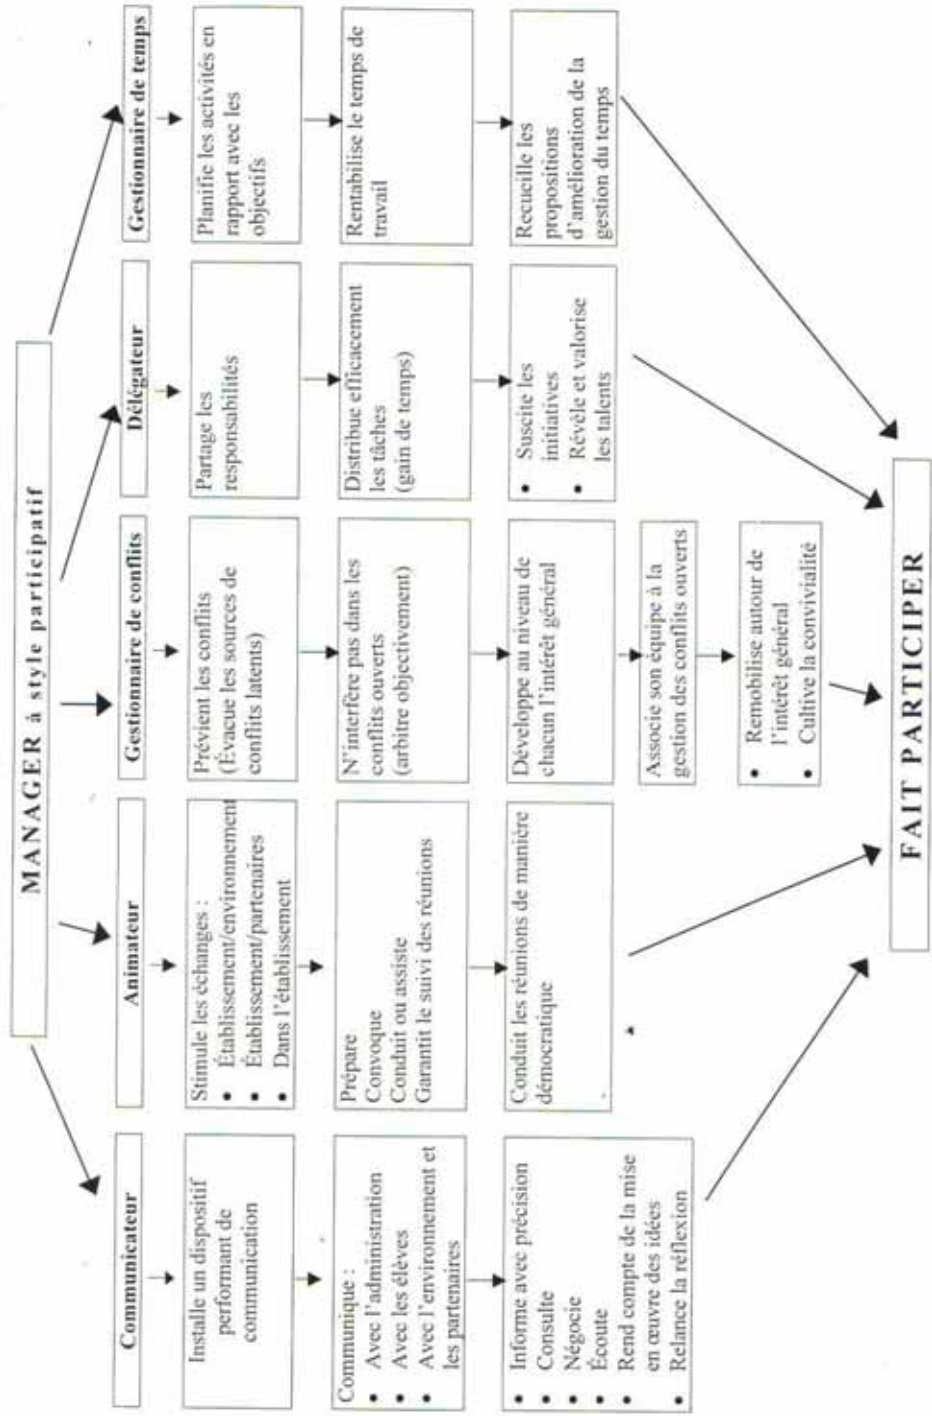 MANAGER à style participatif
Communicateur
Installe un dispositif
performant de
communication
Communique :
• Avec l'administration
• Avec les élèves
• Avec l'environnement et
les partenaires
• Informe avec précision
• Consulte
• Négocie
• Écoute
• Rend compte de la mise
en œuvre des idées
• Relance la réflexion
Animateur
Stimule les échanges :
• Établissement/environnement
• Établissement/partenaires
• Dans l'établissement
Prépare
Convoque
Conduit ou assiste
Garantit le suivi des réunions
Conduit les réunions de manière
démocratique
Gestionnaire de conflits
Prévient les conflits
(Évacue les sources de
conflits latents)
N'interfère pas dans les
conflits ouverts
(arbitre objectivement)
Développe au niveau de
chacun l'intérêt général
Associe son équipe à la
gestion des conflits ouverts
• Remobilise autour de
l'intérêt général
• Cultive la convivialité
Délégateur
Partage les
responsabilités
Distribue efficacement
les tâches
(gain de temps)
• Suscite les
initiatives
• Révèle et valorise
les talents
Gestionnaire de temps
Planifie les activités en
rapport avec les
objectifs
Rentabilise le temps de
travail
Recueille les
propositions
d'amélioration de la
gestion du temps
FAIT PARTICIPER